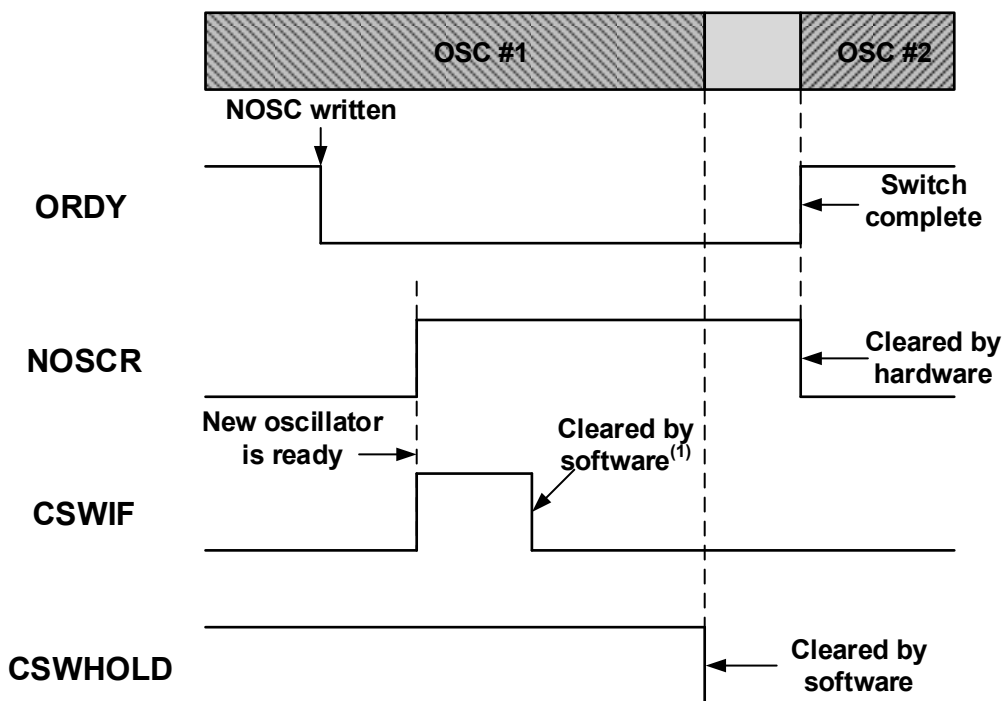 OSC #1
OSC #2
NOSC written
ORDY
Switch
complete
NOSCR
Cleared by
hardware
New oscillator
is ready
Cleared by
software(1)
CSWIF
CSWHOLD
Cleared by
software